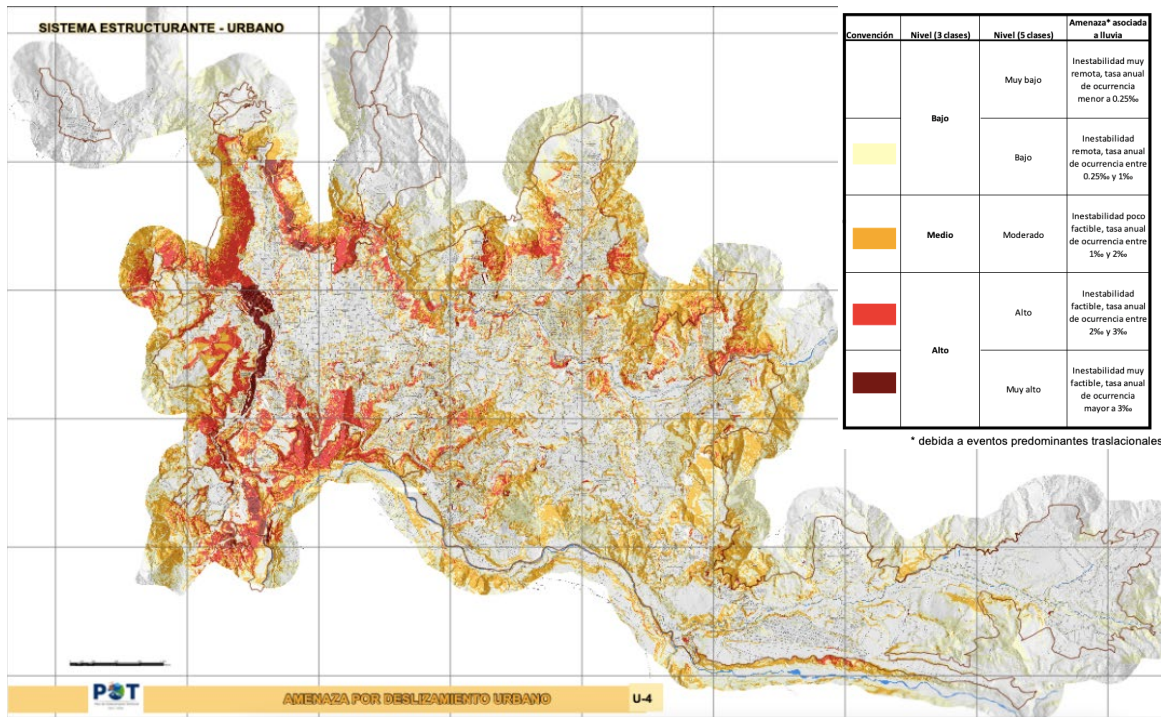 SISTEMA ESTRUCTURANTE - URBANO
Convención
Nivel (3 clases)
Nivel (5 clases)
Amenaza* asociada
a lluvia
Bajo
Muy bajo
Inestabilidad muy
remota, tasa anual
de ocurrencia
menor a 0.25‰
Bajo
Inestabilidad
remota, tasa anual
de ocurrencia entre
0.25‰ y 1‰
Medio
Moderado
Inestabilidad poco
factible, tasa anual
de ocurrencia entre
1‰ y 2‰
Alto
Alto
Inestabilidad
factible, tasa anual
de ocurrencia entre
2‰ y 3‰
Muy alto
Inestabilidad muy
factible, tasa anual
de ocurrencia
mayor a 3‰
* debida a eventos predominantes traslacionales
POT
AMENAZA POR DESLIZAMIENTO URBANO
U-4